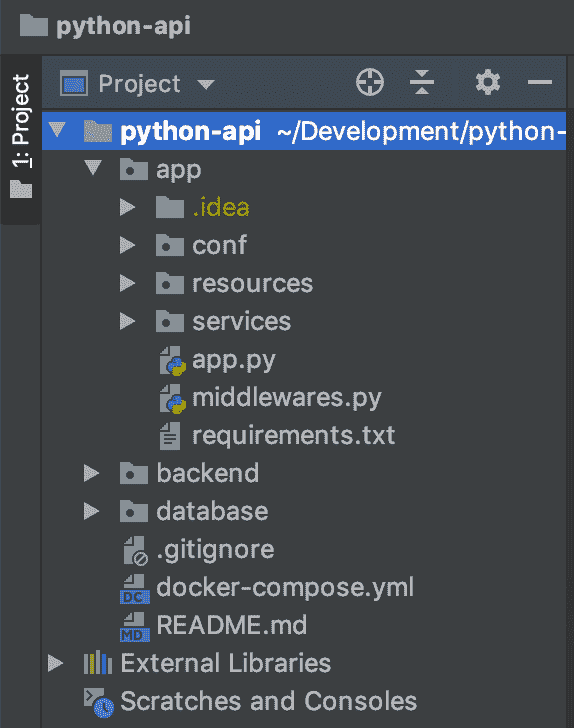 python-api
Project
1: Project
python-api ~/Development/python-
app
.idea
conf
resources
services
app.py
middlewares.py
requirements.txt
backend
database
.gitignore
DC docker-compose.yml
MD README.md
External Libraries
Scratches and Consoles